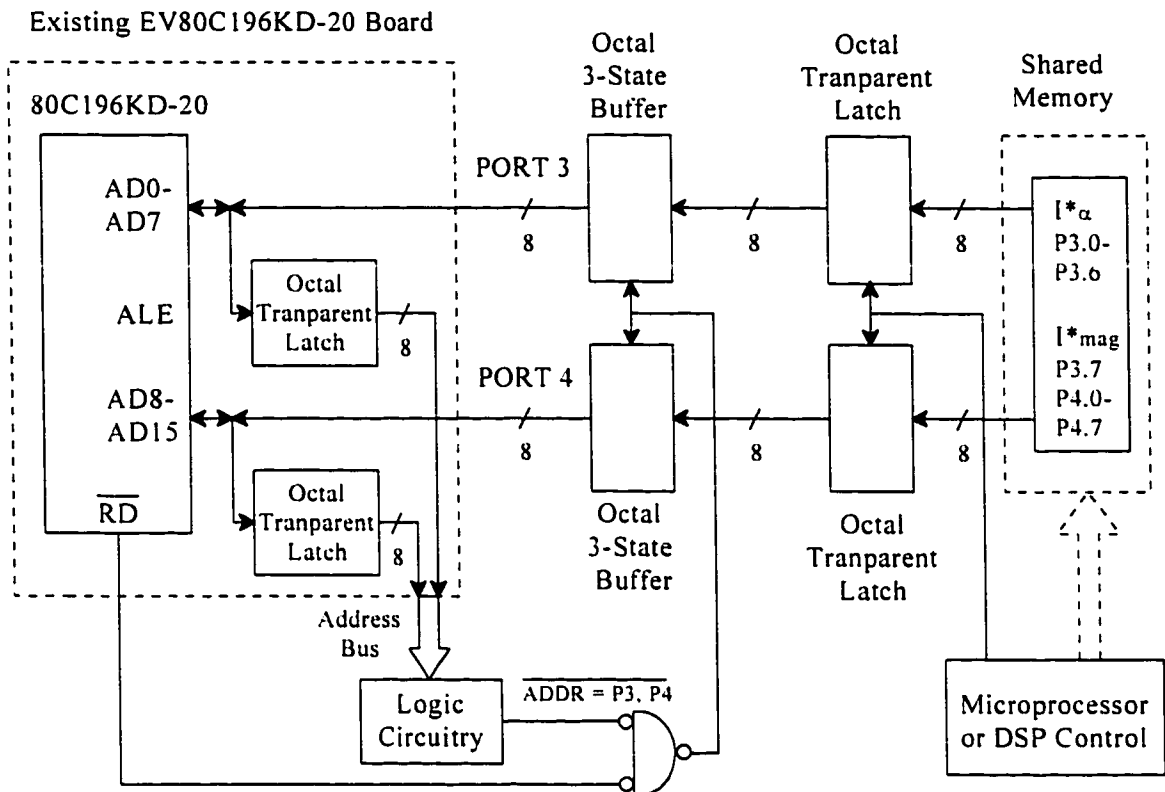 Existing EV80C196KD-20 Board
80C196KD-20
AD0-
AD7
ALE
AD8-
AD15
RD
Octal
Tranparent
Latch
8
Octal
Tranparent
Latch
8
PORT 3
8
PORT 4
8
Octal
3-State
Buffer
Octal
3-State
Buffer
8
8
Octal
Tranparent
Latch
Octal
Tranparent
Latch
8
8
Shared
Memory
I*α
P3.0-
P3.6
I*mag
P3.7
P4.0-
P4.7
Address
Bus
Logic
Circuitry
ADDR = P3, P4
Microprocessor
or DSP Control